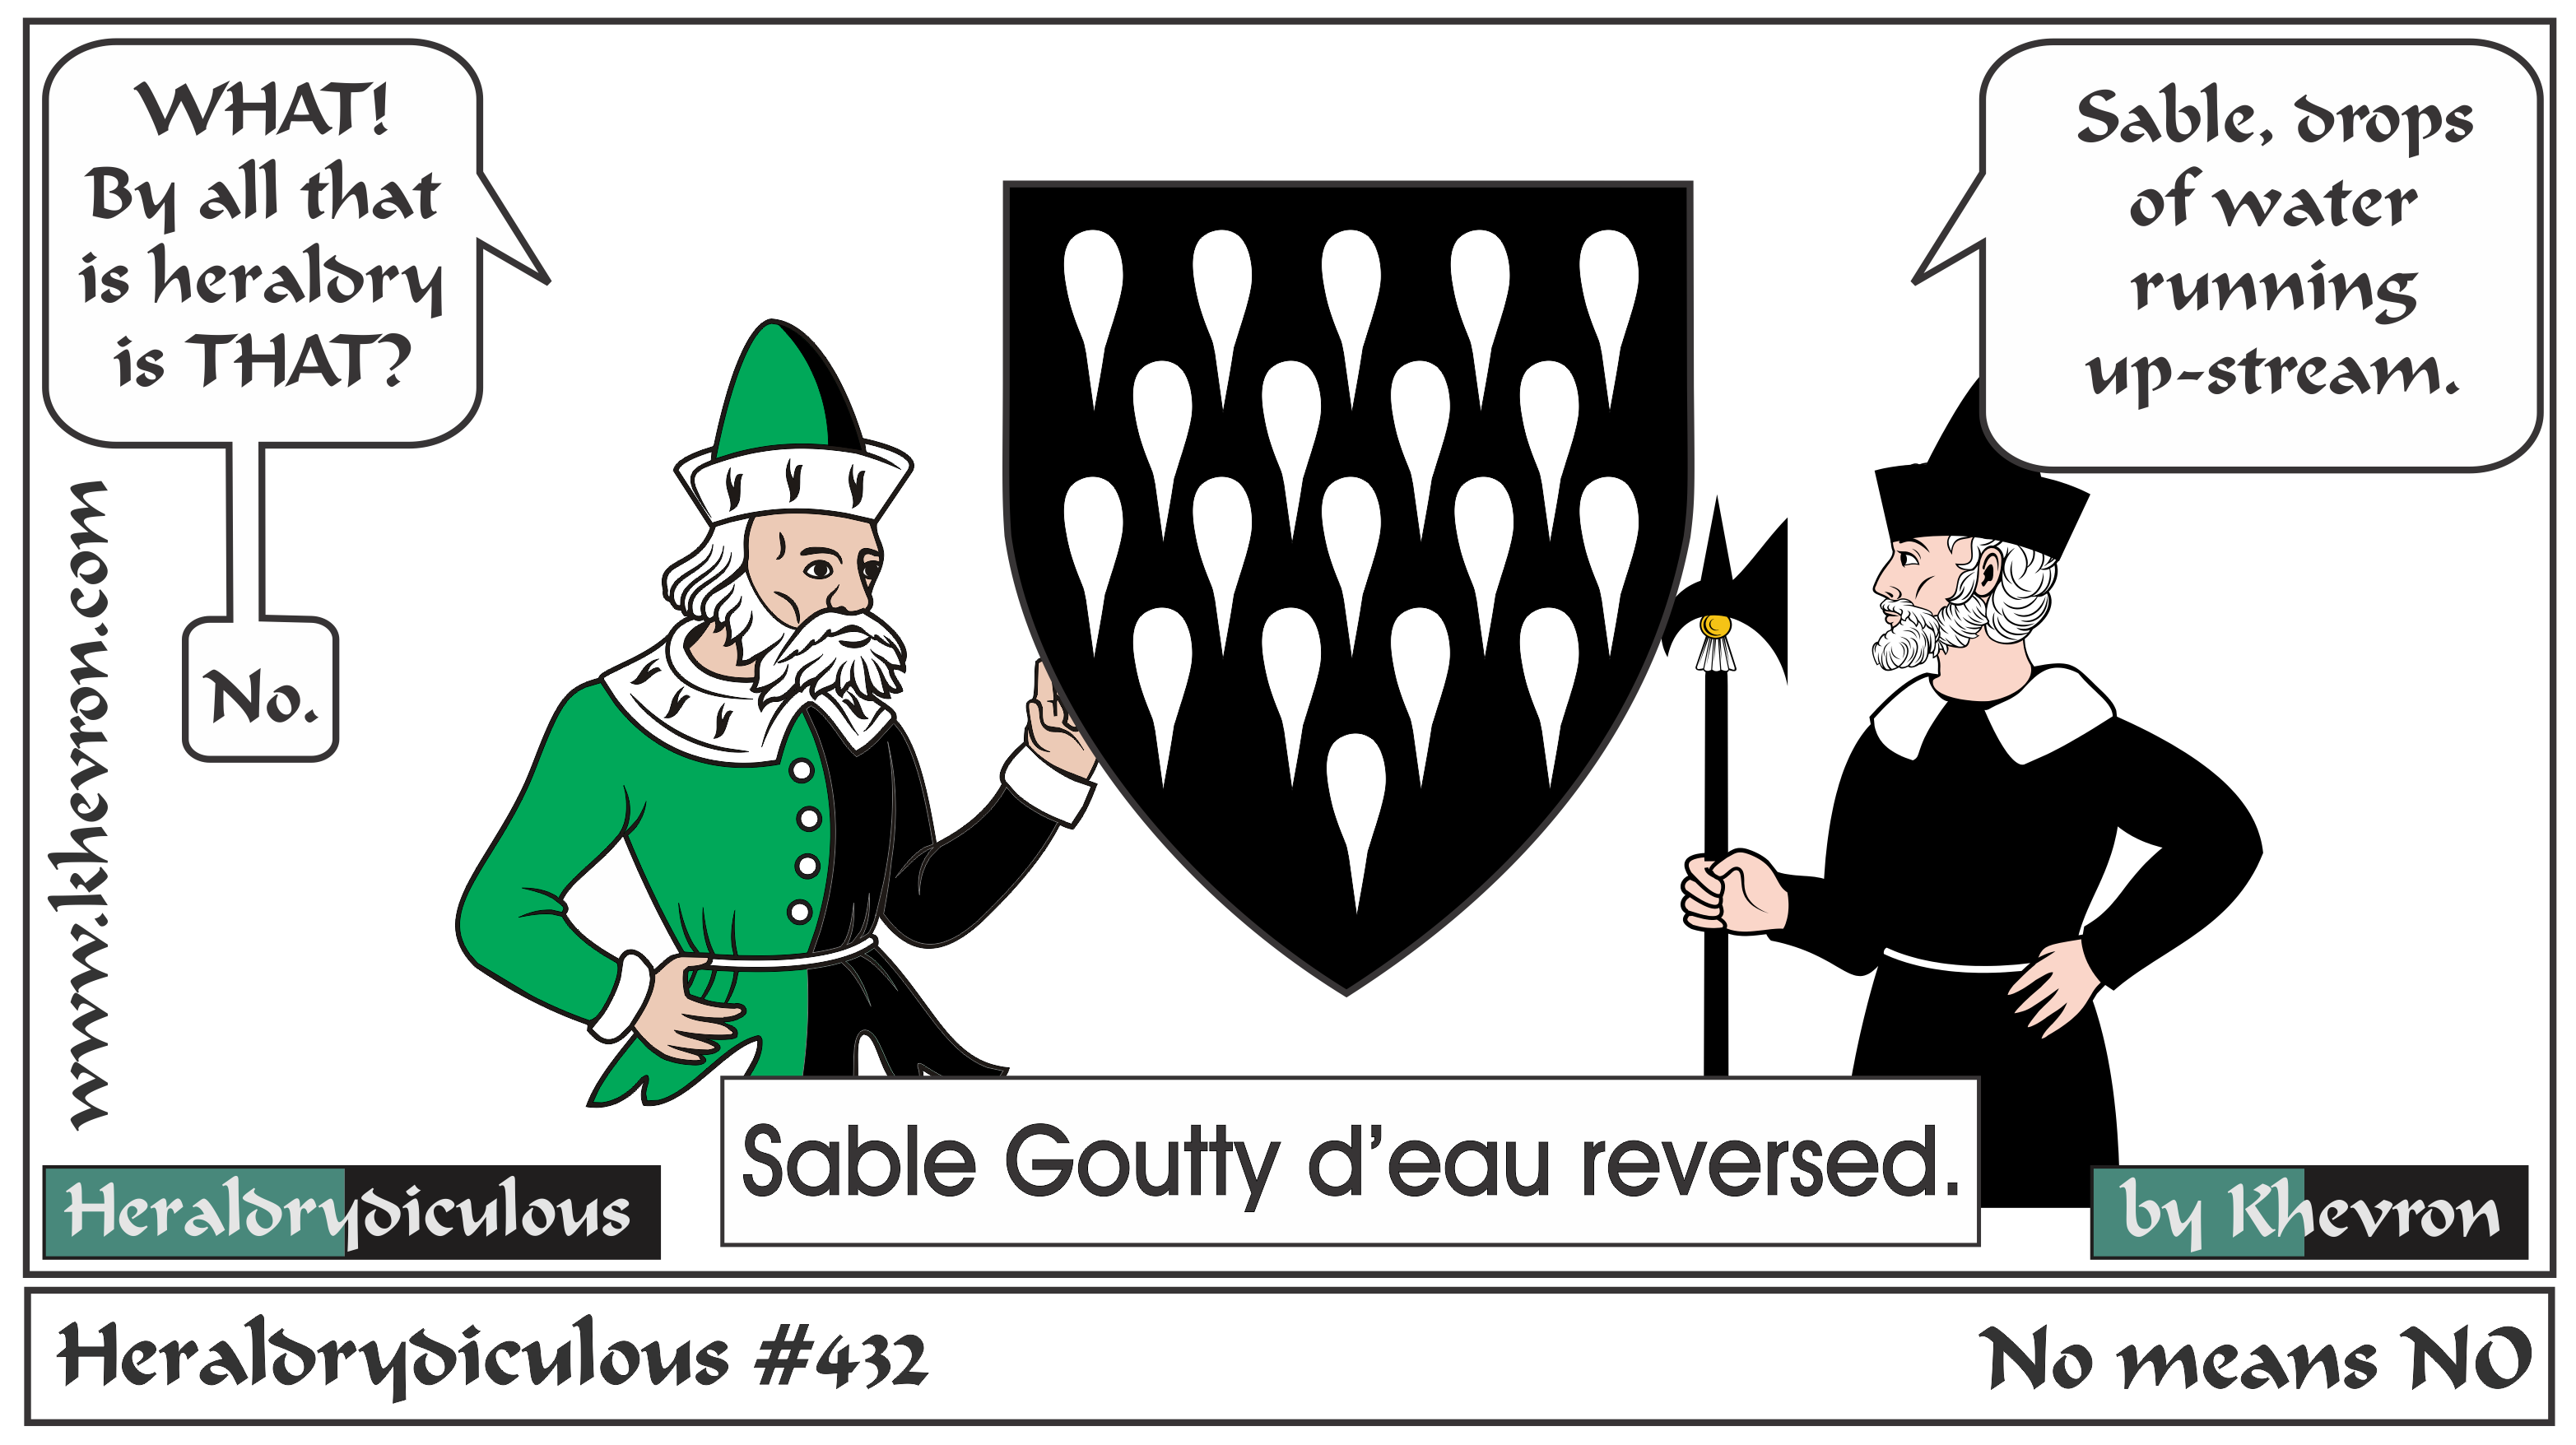 WHAT!
By all that
is heraldry
is THAT?
No.
Sable, drops
of water
running
up-stream.
www.khevron.com
Sable Goutty d’eau reversed.
Heraldrydiculous
by Khevron
Heraldrydiculous #432
No means NO